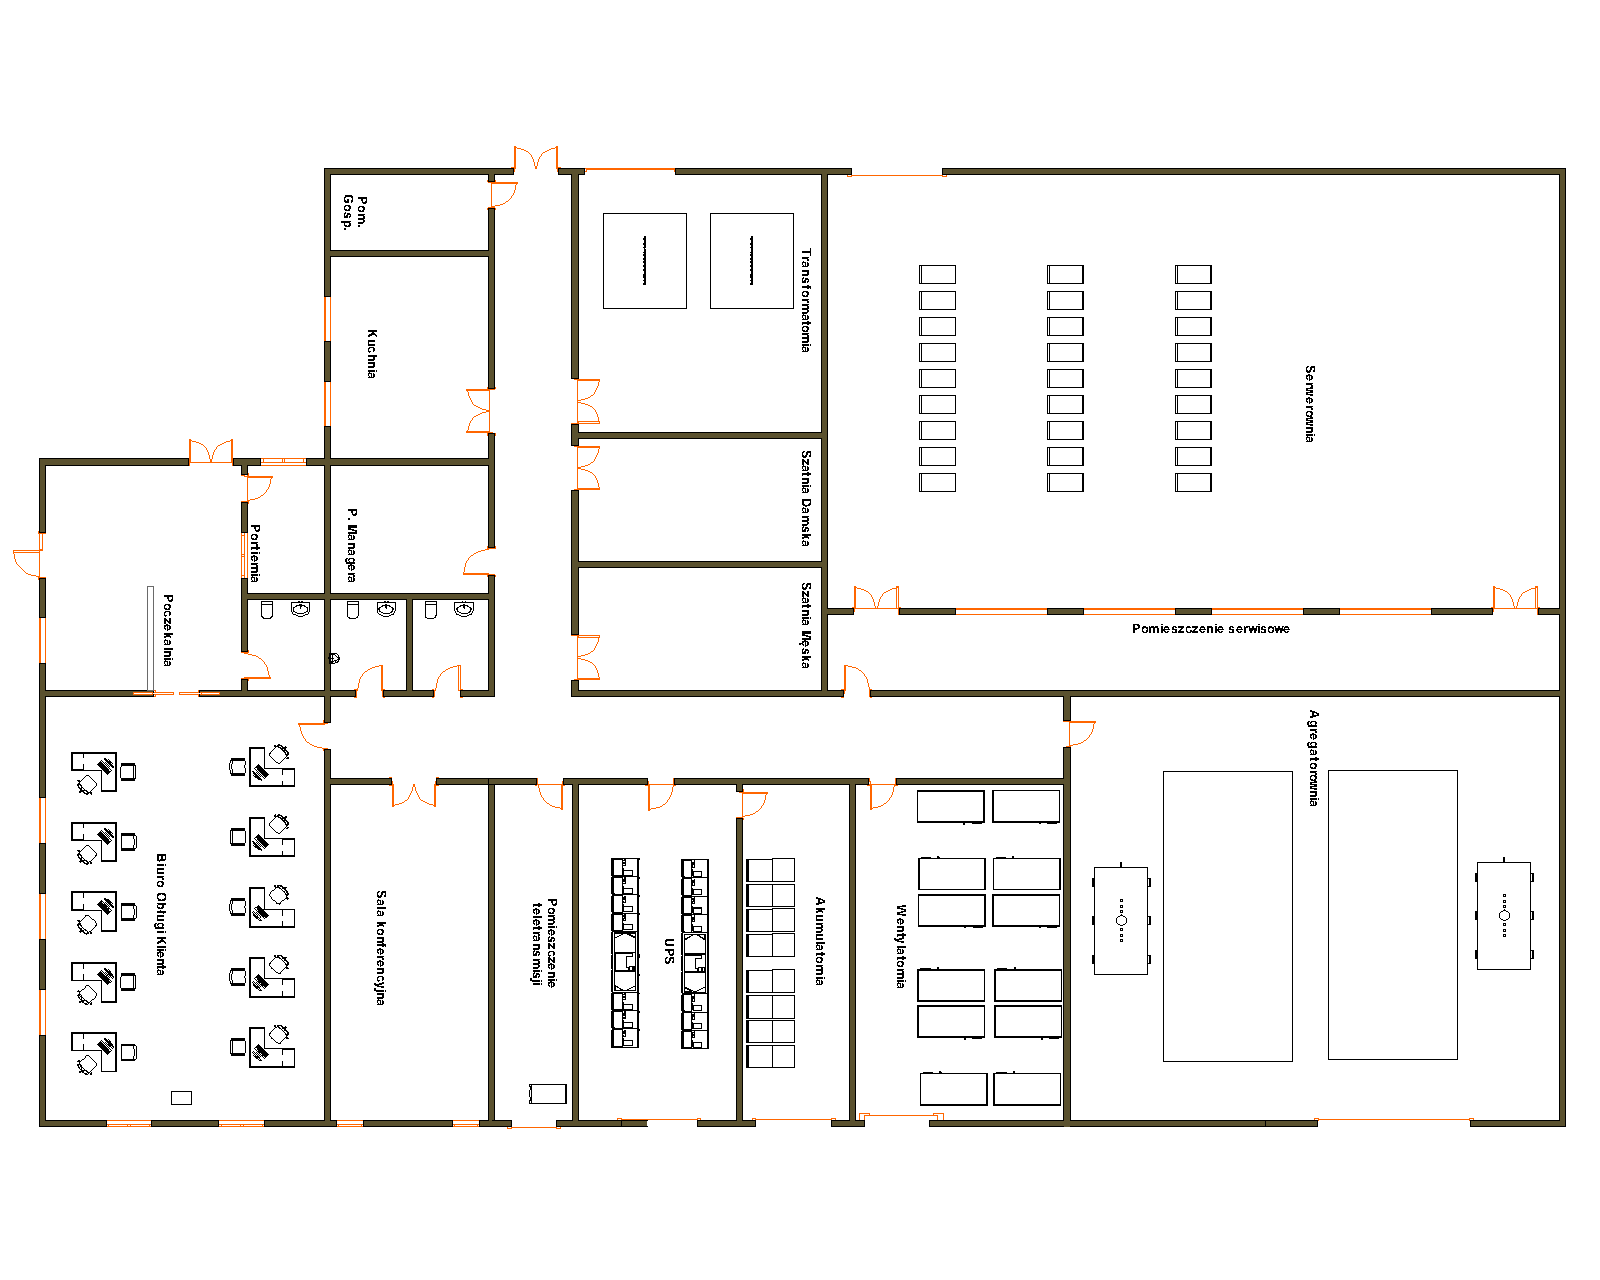 Pom.
Gosp.
Kuchnia
Transformatornia
Serwerownia
Szatnia Damska
P. Managera
Portiernia
Poczekalnia
Szatnia Męska
Pomieszczenie serwisowe
Agregatorownia
Biuro Obługi Klienta
Sala konferencyjna
Pomieszczenie
teletransmisji
UPS
Akumulatornia
Wentylatornia